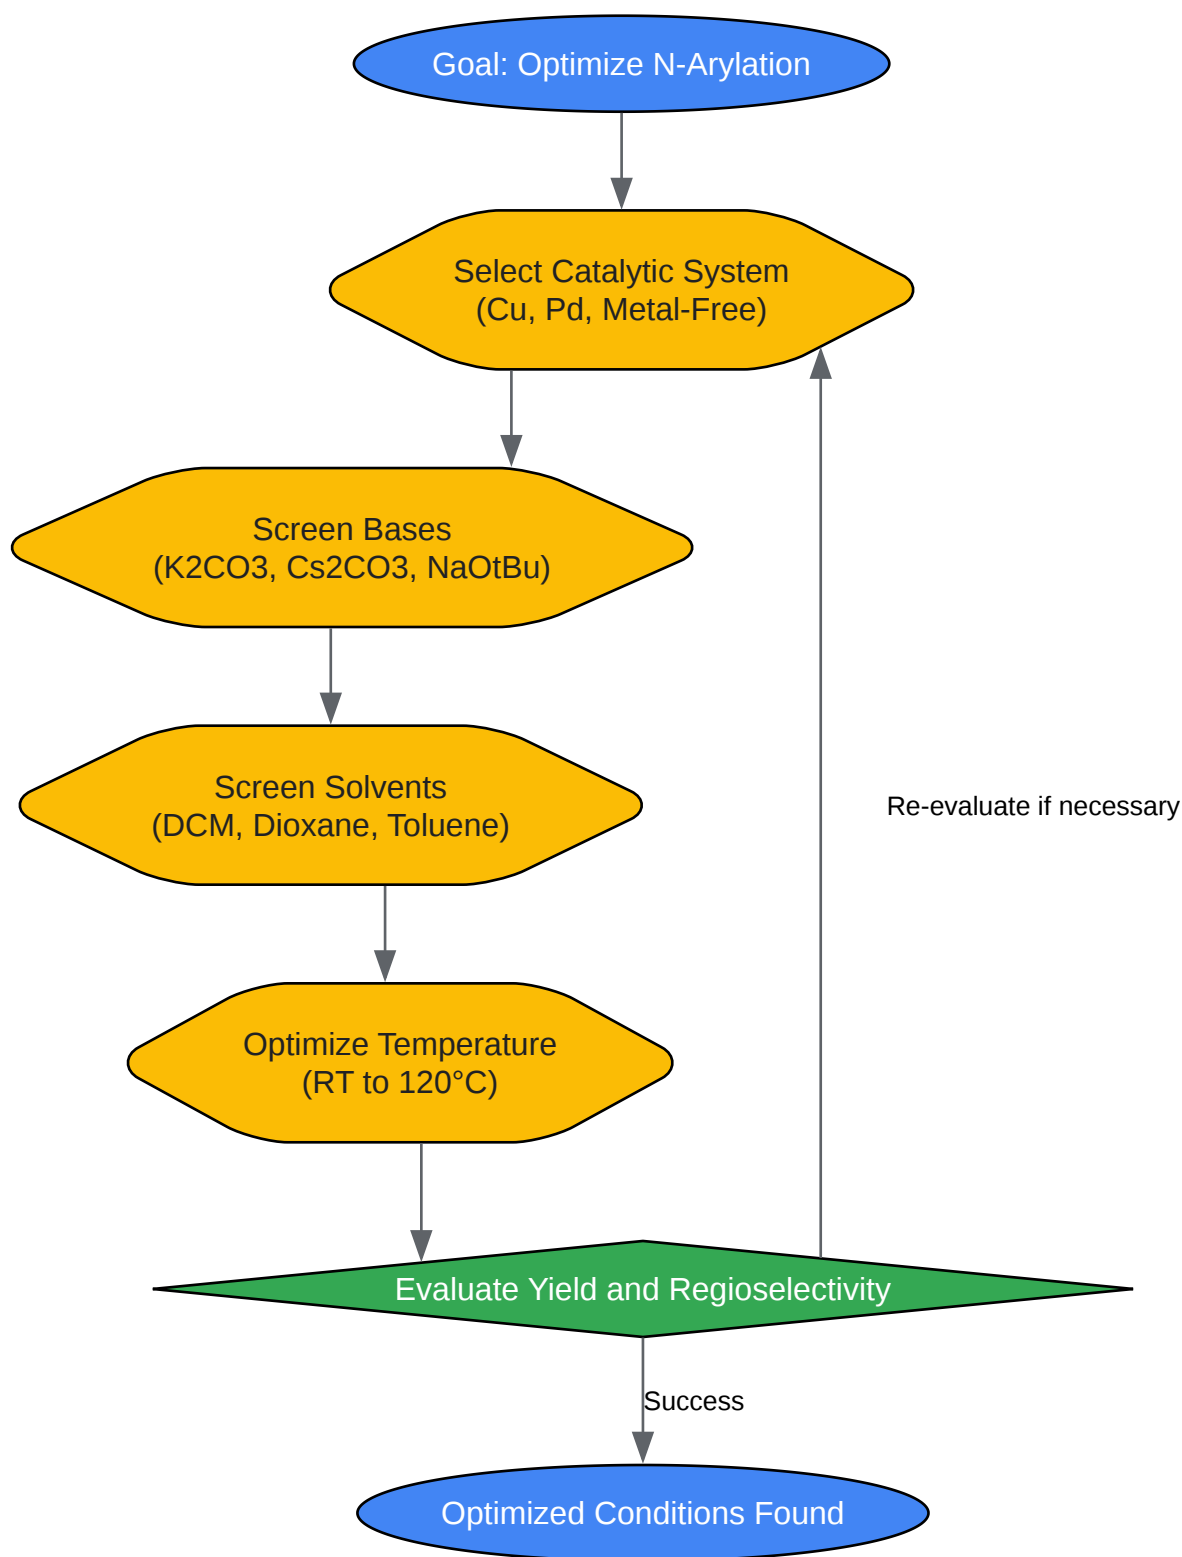 Goal: Optimize N-Arylation
Select Catalytic System
(Cu, Pd, Metal-Free)
Screen Bases
(K2CO3, Cs2CO3, NaOtBu)
Screen Solvents
(DCM, Dioxane, Toluene)
Re-evaluate if necessary
Optimize Temperature
(RT to 120°C)
Evaluate Yield and Regioselectivity
Success
Optimized Conditions Found